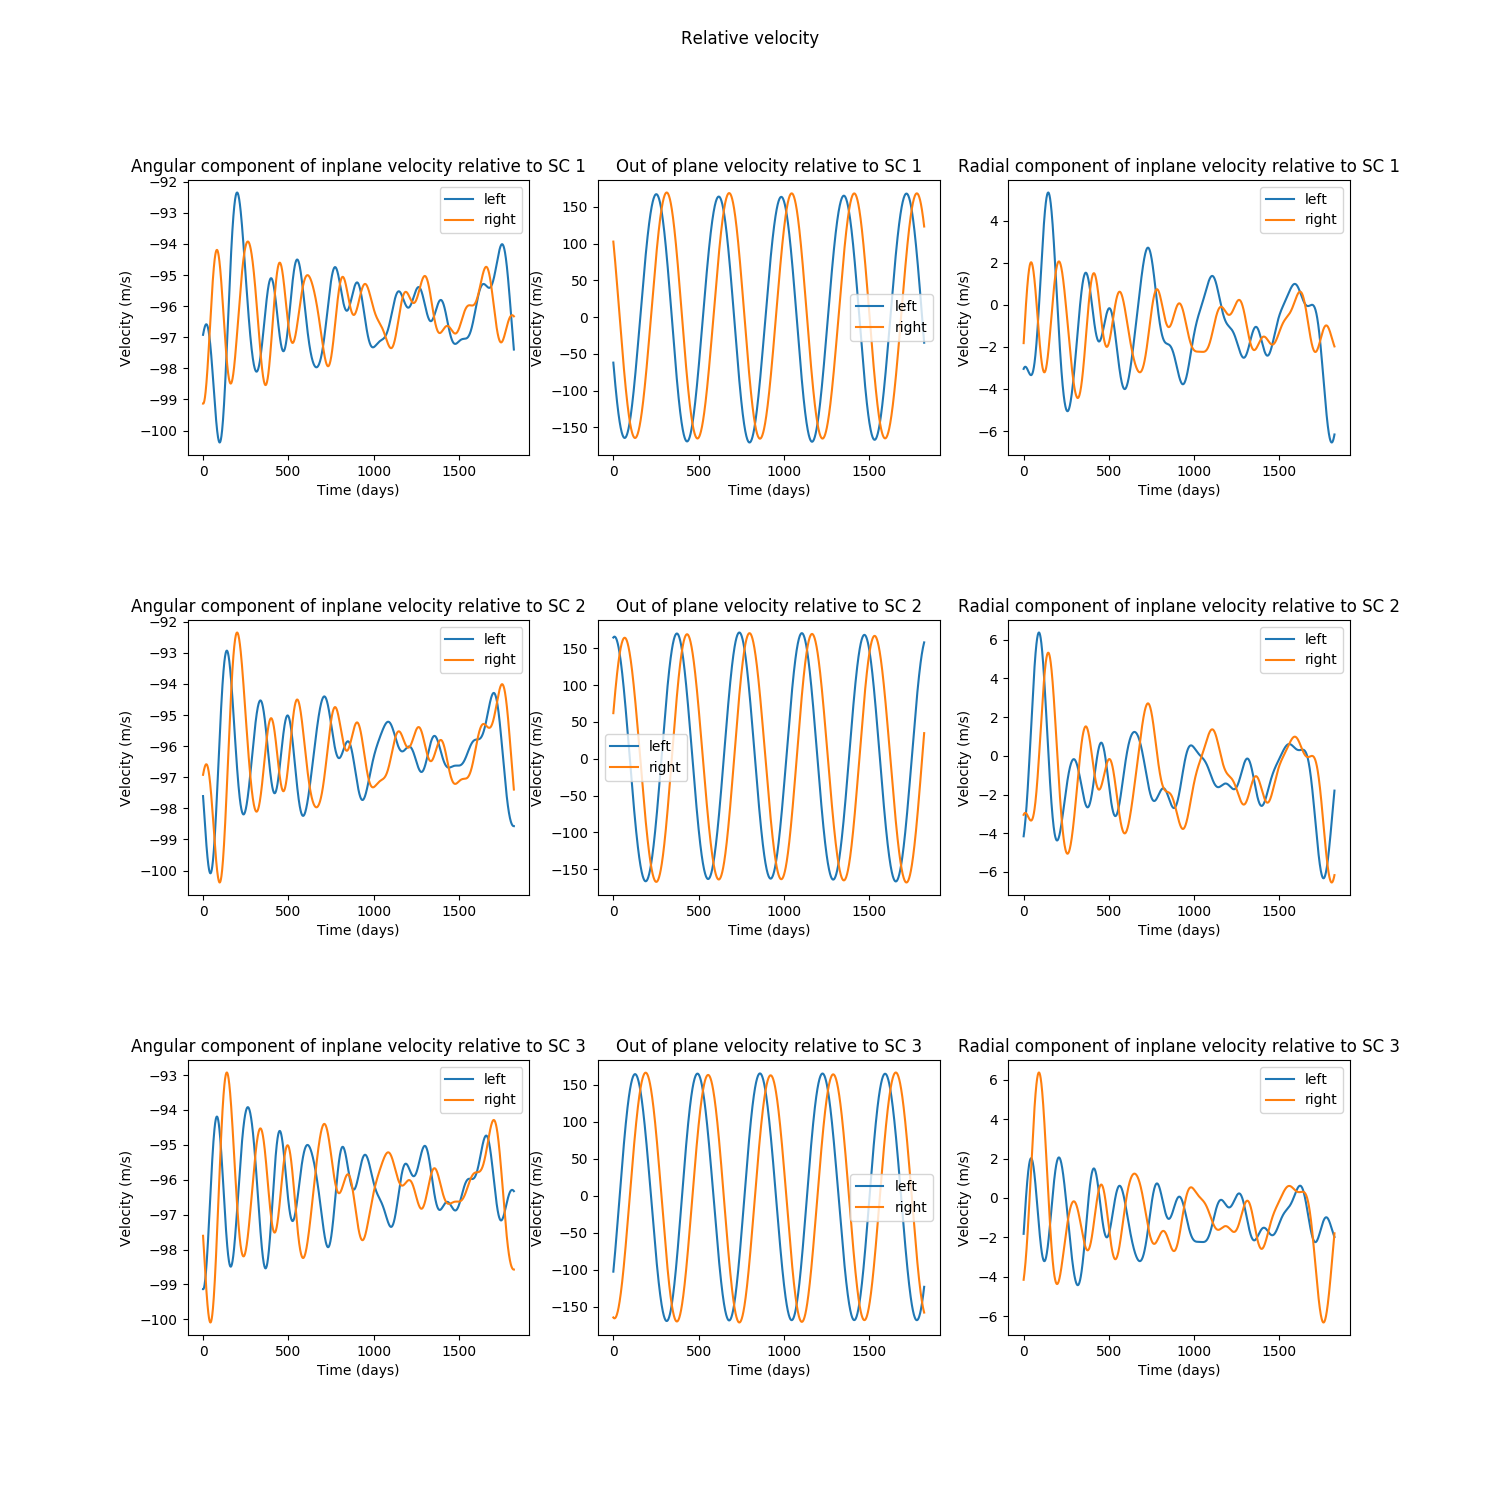 Relative velocity
Angular component of inplane velocity relative to SC 1
Velocity (m/s)
−92
−93
−94
−95
−96
−97
−98
−99
−100
left
right
0 500 1000 1500
Time (days)
Out of plane velocity relative to SC 1
Velocity (m/s)
150
100
50
0
−50
−100
−150
left
right
0 500 1000 1500
Time (days)
Radial component of inplane velocity relative to SC 1
Velocity (m/s)
4
2
0
−2
−4
−6
left
right
0 500 1000 1500
Time (days)
Angular component of inplane velocity relative to SC 2
Velocity (m/s)
−92
−93
−94
−95
−96
−97
−98
−99
−100
left
right
0 500 1000 1500
Time (days)
Out of plane velocity relative to SC 2
Velocity (m/s)
150
100
50
0
−50
−100
−150
left
right
0 500 1000 1500
Time (days)
Radial component of inplane velocity relative to SC 2
Velocity (m/s)
6
4
2
0
−2
−4
−6
left
right
0 500 1000 1500
Time (days)
Angular component of inplane velocity relative to SC 3
Velocity (m/s)
−93
−94
−95
−96
−97
−98
−99
−100
left
right
0 500 1000 1500
Time (days)
Out of plane velocity relative to SC 3
Velocity (m/s)
150
100
50
0
−50
−100
−150
left
right
0 500 1000 1500
Time (days)
Radial component of inplane velocity relative to SC 3
Velocity (m/s)
6
4
2
0
−2
−4
−6
left
right
0 500 1000 1500
Time (days)